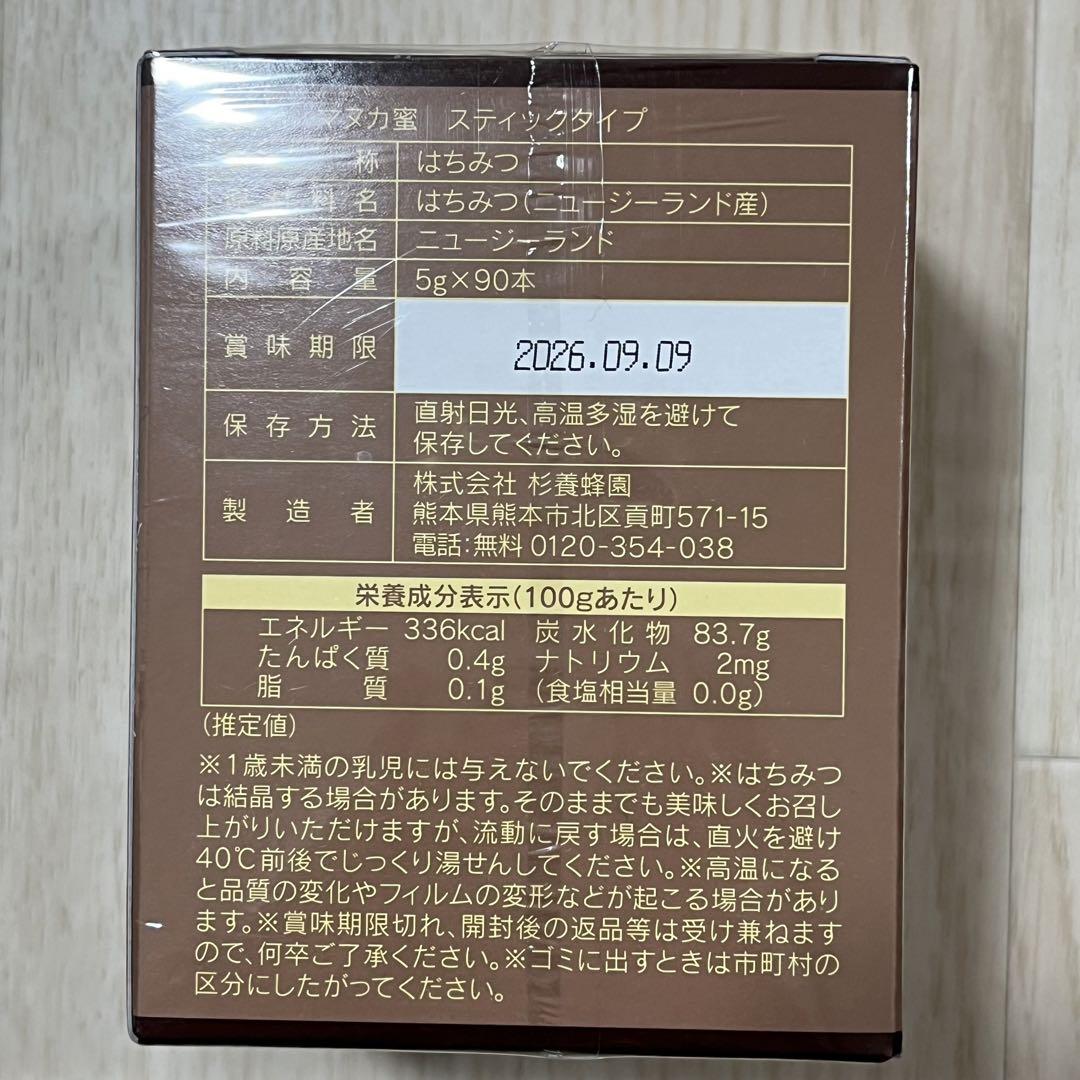 マヌカ蜜 スティックタイプ
称 はちみつ
料名 はちみつ(ニュージーランド産)
原料原産地名 ニュージーランド
内容量 5g×90本
賞味期限 2026.09.09
保存方法 直射日光、高温多湿を避けて
保存してください。
製造者 株式会社 杉養蜂園
熊本県熊本市北区貢町571-15
電話:無料 0120-354-038
栄養成分表示(100gあたり)
エネルギー 336kcal 炭水化物 83.7g
たんぱく質 0.4g ナトリウム 2mg
脂質 0.1g (食塩相当量 0.0g)
(推定値)
※1歳未満の乳児には与えないでください。※はちみつ
は結晶する場合があります。そのままでも美味しくお召し
上がりいただけますが、流動に戻す場合は、直火を避け
40℃前後でじっくり湯せんしてください。※高温になる
と品質の変化やフィルムの変形などが起こる場合があり
ます。※賞味期限切れ、開封後の返品等は受け兼ねます
ので、何卒ご了承ください。※ゴミに出すときは市町村の
区分にしたがってください。